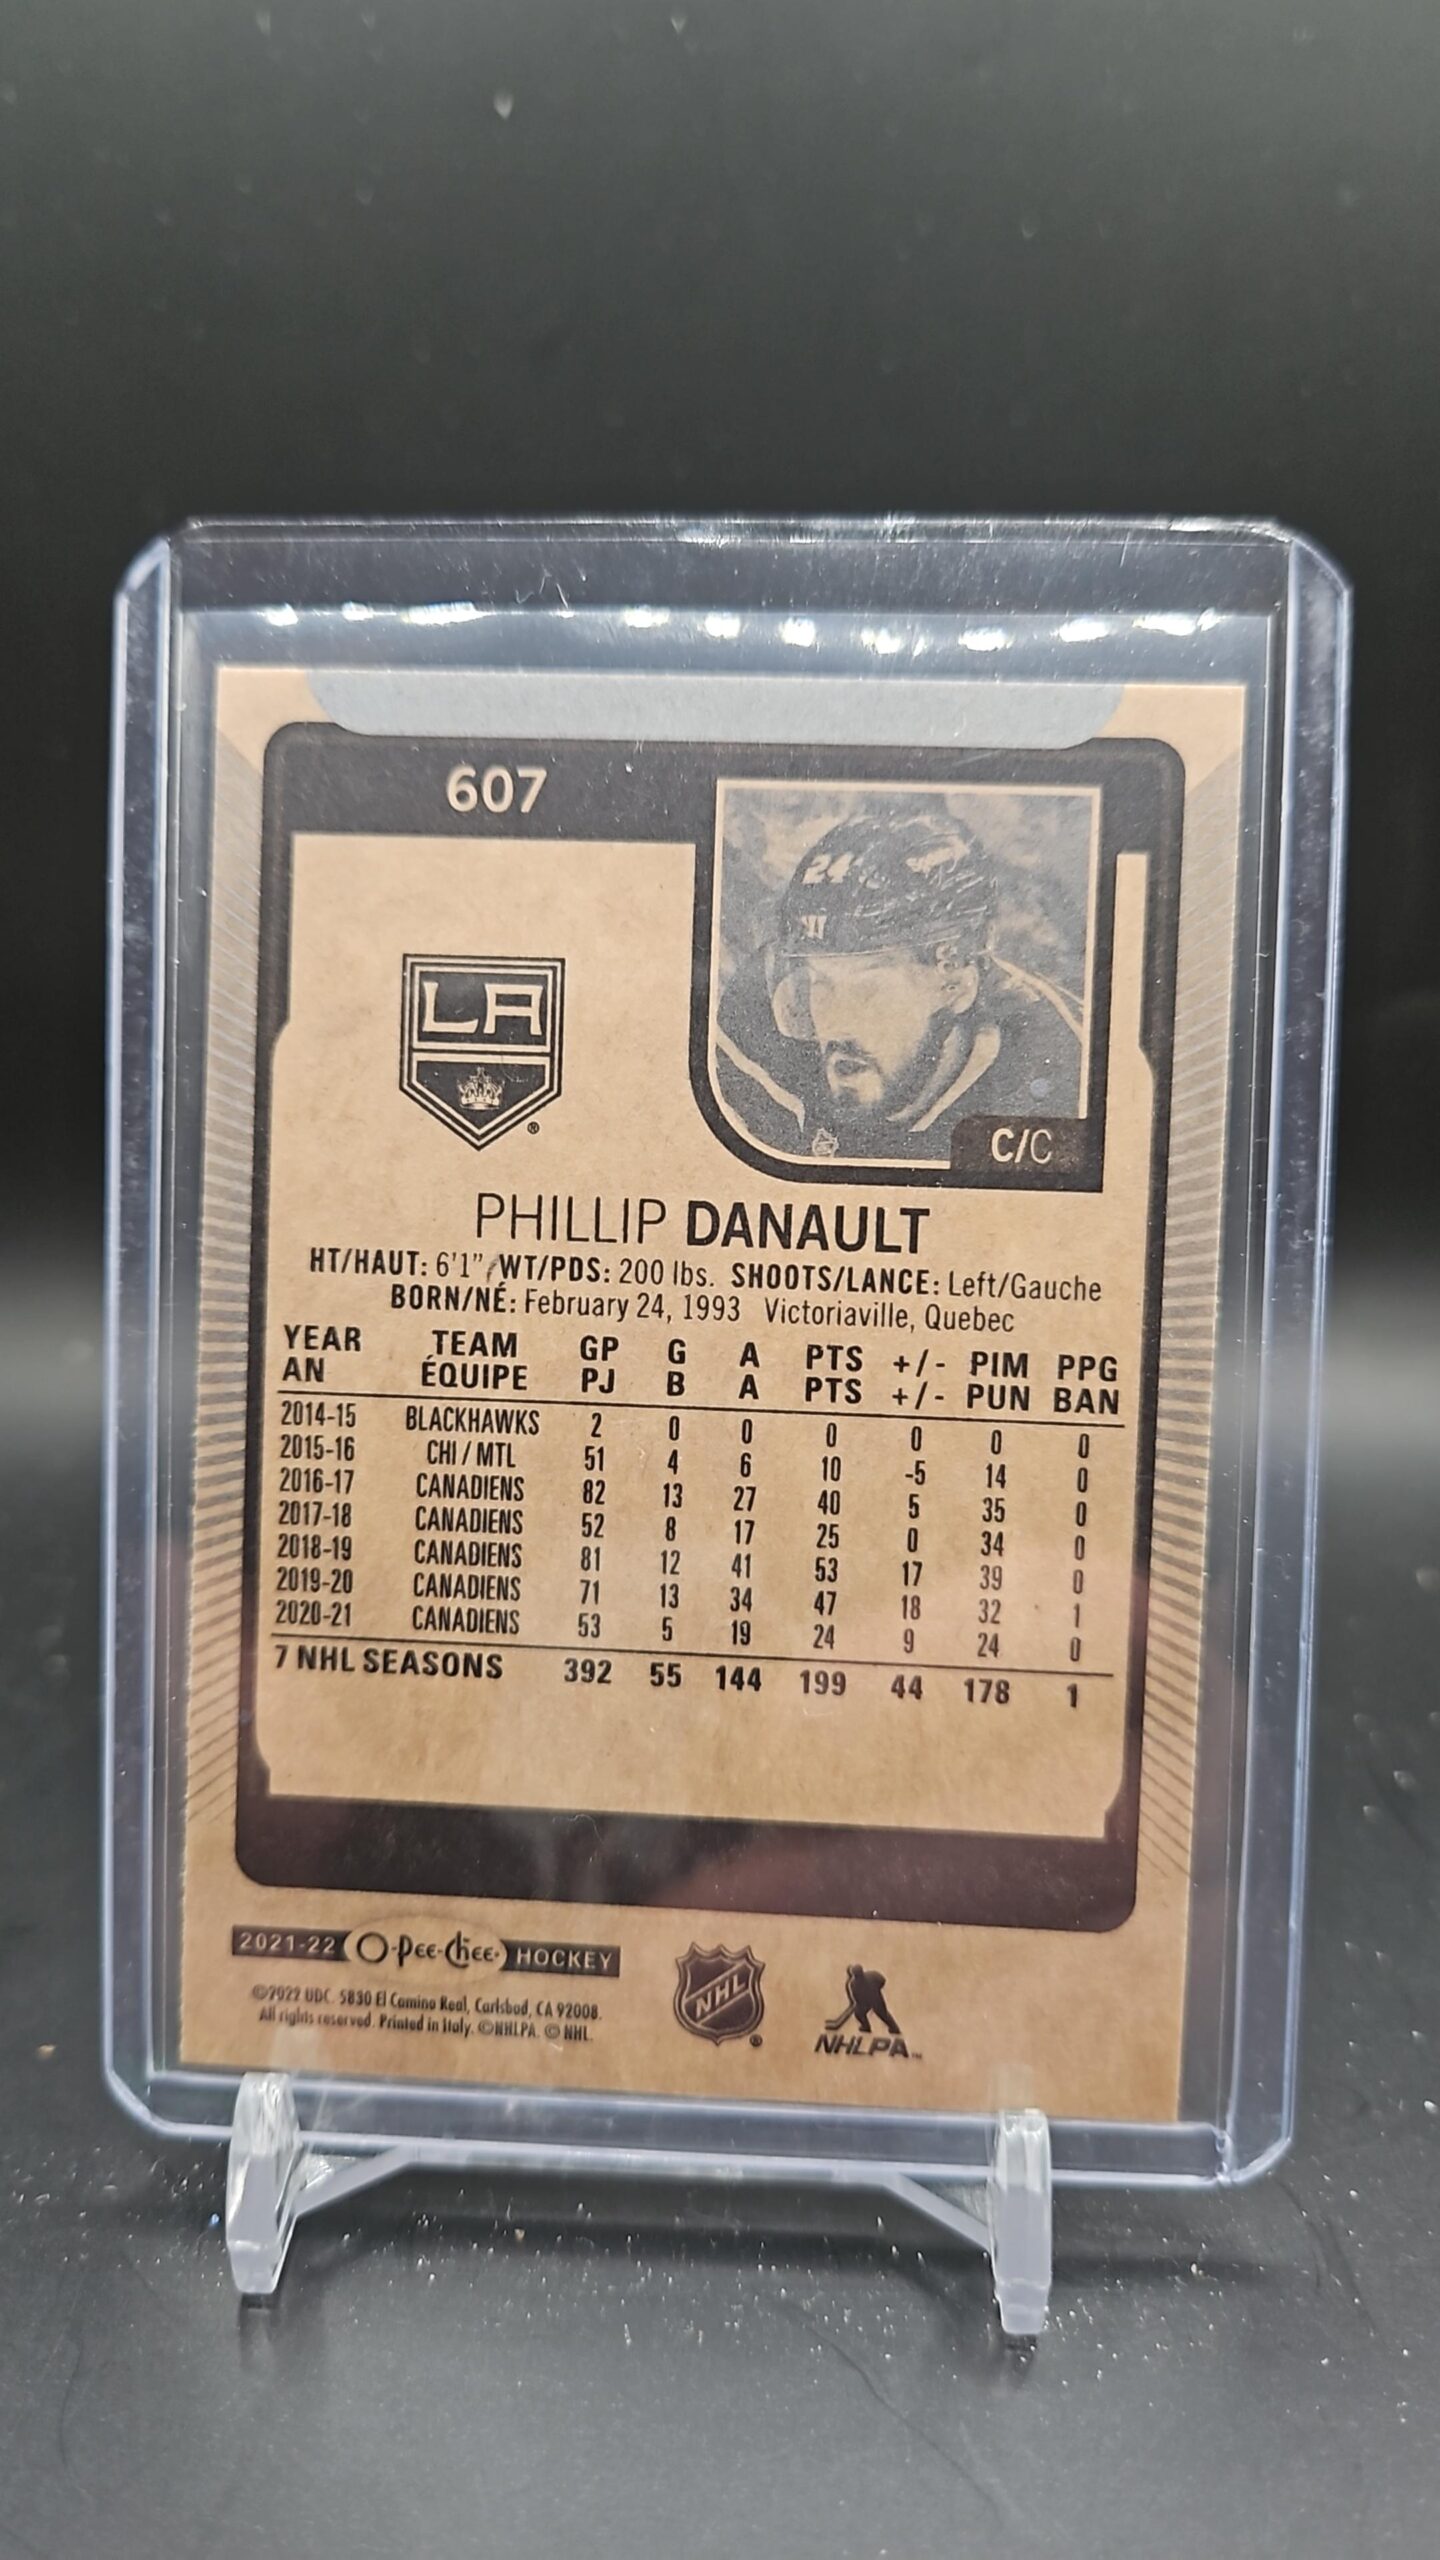 607
24
LA
®
C/C
PHILLIP DANAULT
HT/HAUT: 6'1" WT/PDS: 200 lbs. SHOOTS/LANCE: Left/Gauche
BORN/NÉ: February 24, 1993 Victoriaville, Quebec
YEAR TEAM GP G A PTS +/- PIM PPG
AN ÉQUIPE PJ B A PTS +/- PUN BAN
2014-15 BLACKHAWKS 2 0 0 0 0 0 0
2015-16 CHI / MTL 51 4 6 10 -5 14 0
2016-17 CANADIENS 82 13 27 40 5 35 0
2017-18 CANADIENS 52 8 17 25 0 34 0
2018-19 CANADIENS 81 12 41 53 17 39 0
2019-20 CANADIENS 71 13 34 47 18 32 1
2020-21 CANADIENS 53 5 19 24 9 24 0
7 NHL SEASONS 392 55 144 199 44 178 1
2021-22 O-Pee-Chee HOCKEY
©2022 UDC. 5830 El Camino Real, Carlsbad, CA 92008.
All rights reserved. Printed in Italy. ©NHLPA. © NHL.
NHL ®
NHLPA™